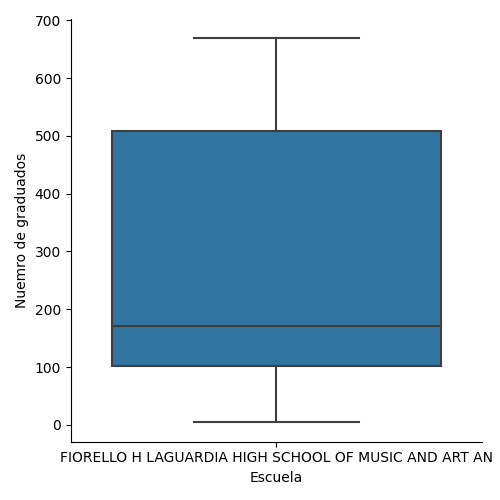 700
600
500
400
300
200
100
0
Nuemro de graduados
FIORELLO H LAGUARDIA HIGH SCHOOL OF MUSIC AND ART AN
Escuela